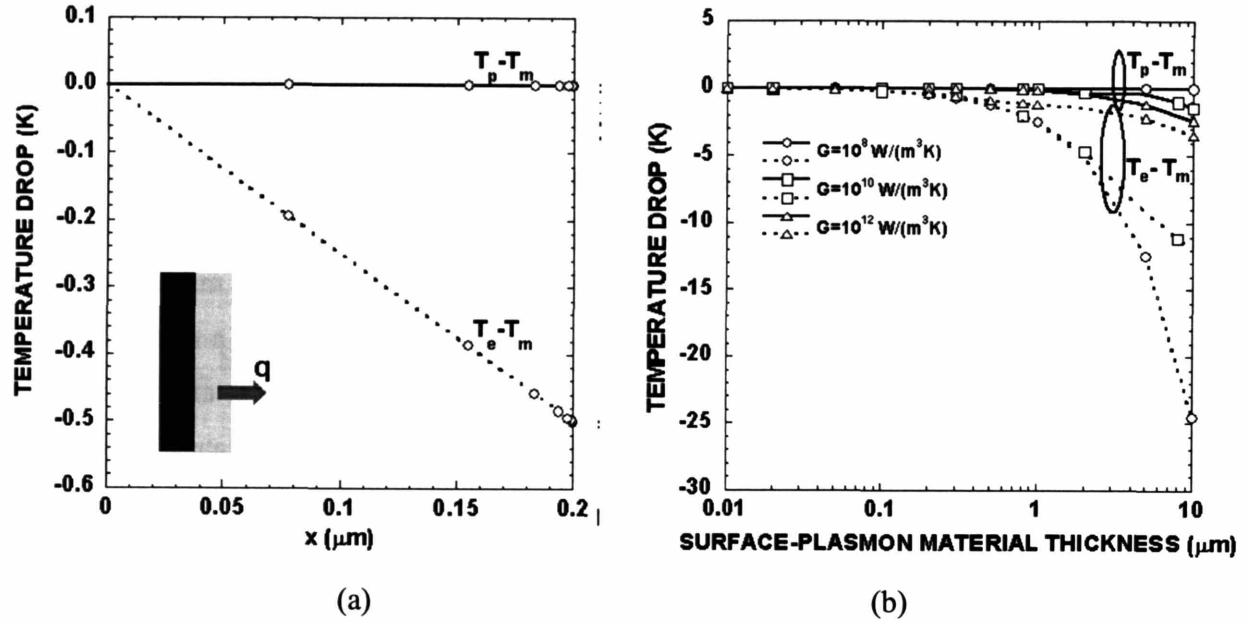 0.1
0.0
-0.1
-0.2
-0.3
-0.4
-0.5
-0.6
TEMPERATURE DROP (K)
Tp-Tm
Te-Tm
q
0 0.05 0.1 0.15 0.2
x (μm)
(a)
5
0
-5
-10
-15
-20
-25
-30
TEMPERATURE DROP (K)
Tp-Tm
Te-Tm
G=10⁸ W/(m³K)
G=10¹⁰ W/(m³K)
G=10¹² W/(m³K)
0.01 0.1 1 10
SURFACE-PLASMON MATERIAL THICKNESS (μm)
(b)